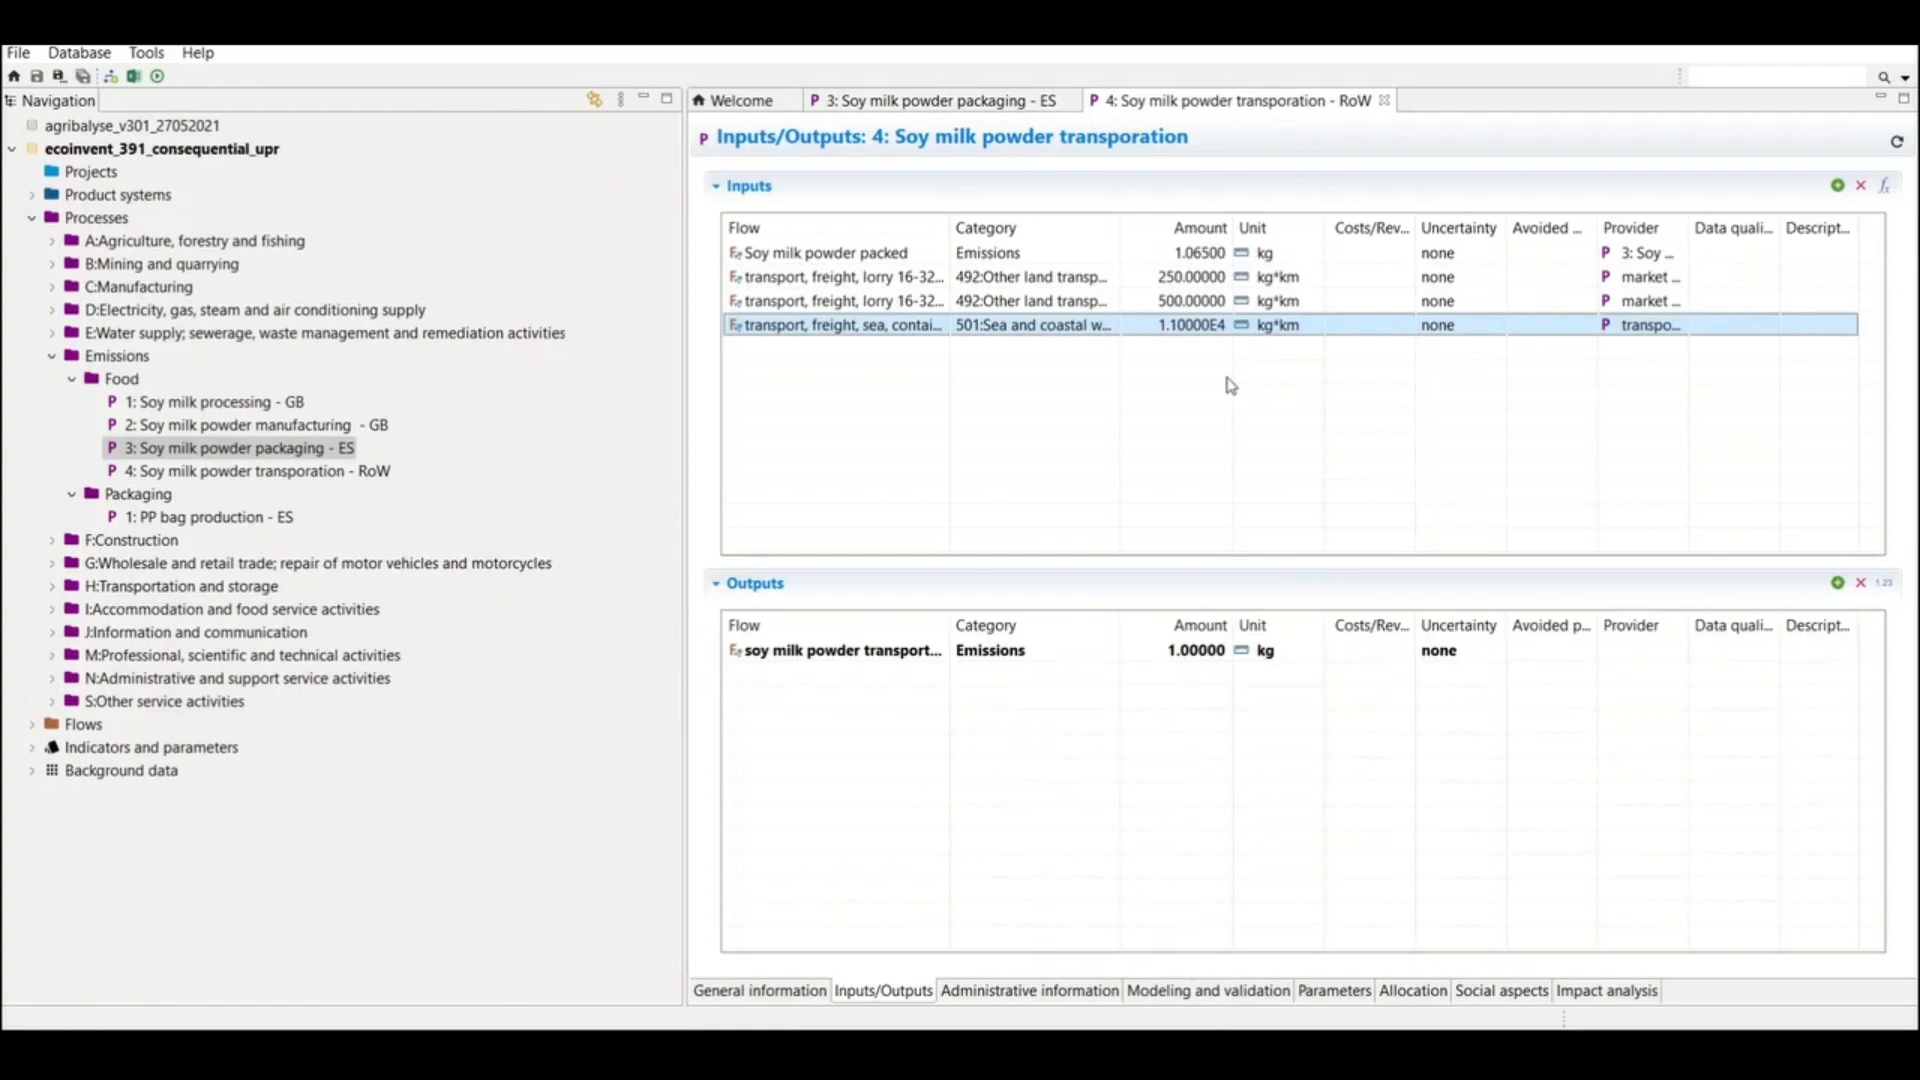 File Database Tools Help
Navigation
agribalyse_v301_27052021
ecoinvent_391_consequential_upr
Projects
Product systems
Processes
A:Agriculture, forestry and fishing
B:Mining and quarrying
C:Manufacturing
D:Electricity, gas, steam and air conditioning supply
E:Water supply; sewerage, waste management and remediation activities
Emissions
Food
P 1: Soy milk processing - GB
P 2: Soy milk powder manufacturing - GB
P 3: Soy milk powder packaging - ES
P 4: Soy milk powder transporation - RoW
Packaging
P 1: PP bag production - ES
F:Construction
G:Wholesale and retail trade; repair of motor vehicles and motorcycles
H:Transportation and storage
I:Accommodation and food service activities
J:Information and communication
M:Professional, scientific and technical activities
N:Administrative and support service activities
S:Other service activities
Flows
Indicators and parameters
Background data
Welcome P 3: Soy milk powder packaging - ES P 4: Soy milk powder transporation - RoW
P Inputs/Outputs: 4: Soy milk powder transporation
Inputs
Flow Category Amount Unit Costs/Rev... Uncertainty Avoided ... Provider Data quali... Descript...
Soy milk powder packed Emissions 1.06500 kg none P 3: Soy ...
transport, freight, lorry 16-32... 492:Other land transp... 250.00000 kg*km none P market ...
transport, freight, lorry 16-32... 492:Other land transp... 500.00000 kg*km none P market ...
transport, freight, sea, contai... 501:Sea and coastal w... 1.10000E4 kg*km none P transpo...
Outputs
1.23
Flow Category Amount Unit Costs/Rev... Uncertainty Avoided p... Provider Data quali... Descript...
soy milk powder transport... Emissions 1.00000 kg none
General information Inputs/Outputs Administrative information Modeling and validation Parameters Allocation Social aspects Impact analysis